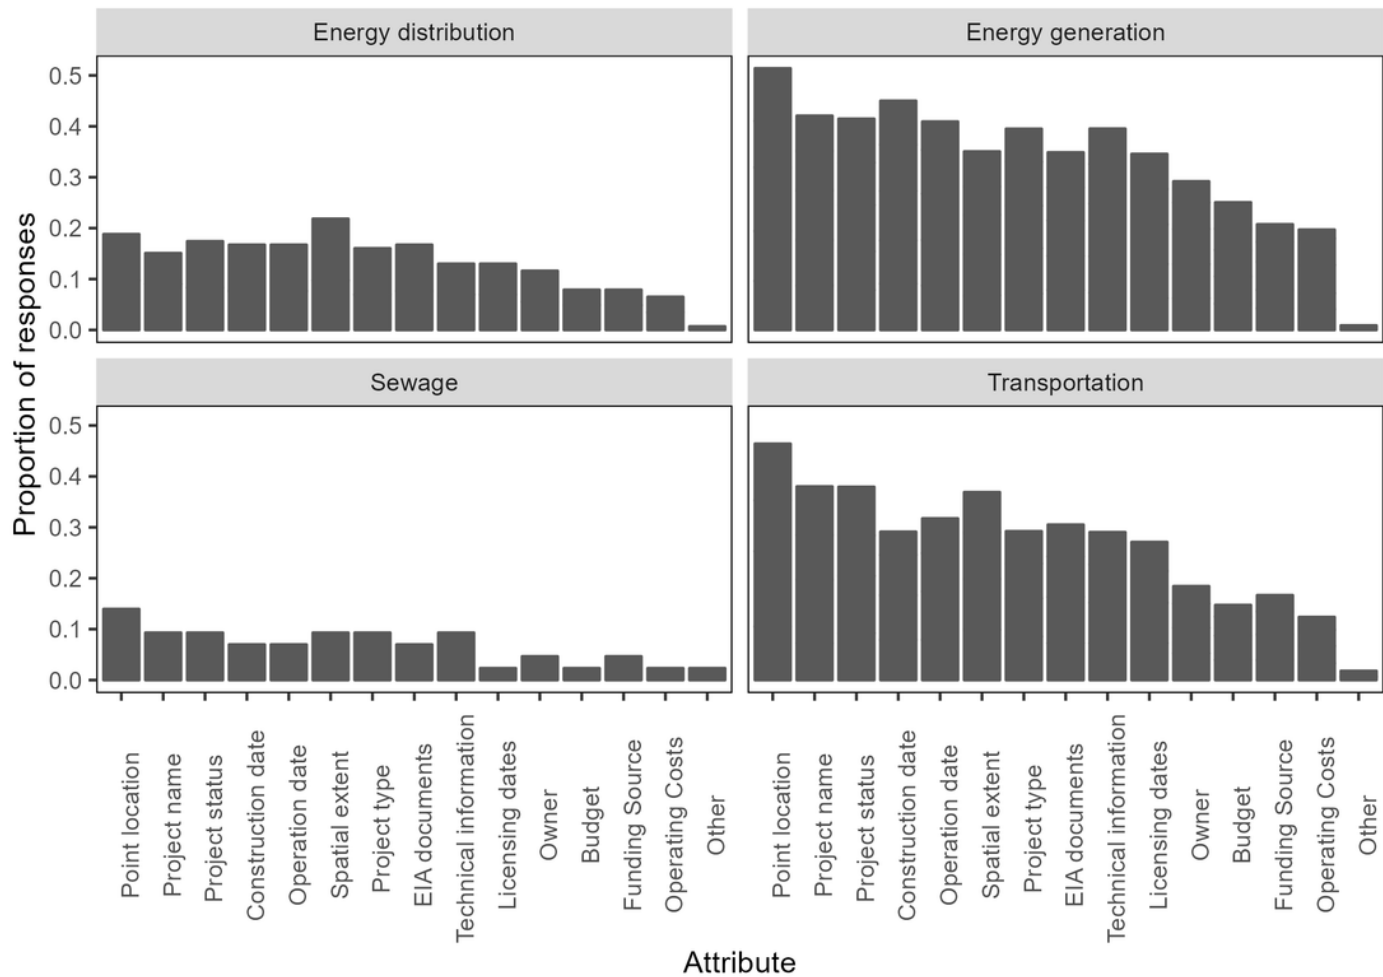 Energy distribution
Energy generation
0.5
0.4
0.3
0.2
0.1
0.0
Sewage
Transportation
0.5
0.4
0.3
0.2
0.1
0.0
Proportion of responses
Point location
Project name
Project status
Construction date
Operation date
Spatial extent
Project type
EIA documents
Technical information
Licensing dates
Owner
Budget
Funding Source
Operating Costs
Other
Point location
Project name
Project status
Construction date
Operation date
Spatial extent
Project type
EIA documents
Technical information
Licensing dates
Owner
Budget
Funding Source
Operating Costs
Other
Attribute